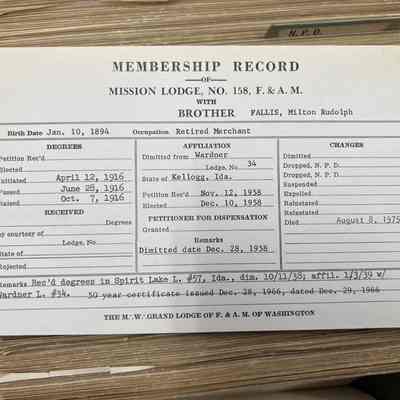 N.P.D.
MEMBERSHIP RECORD
—OF—
MISSION LODGE, NO. 158, F. & A. M.
WITH
BROTHER FALLIS, Milton Rudolph
Birth Date Jan. 10, 1894 Occupation Retired Merchant
DEGREES
Petition Rec'd
Initiated April 12, 1916
Passed June 28, 1916
Raised Oct. 7, 1916
RECEIVED
Degrees
By courtesy of
Lodge, No.
State of
Rejected
AFFILIATION
Dimitted from Wardner
Lodge, No. 34
State of Kellogg, Ida.
Petition Rec'd Nov. 12, 1958
Elected Dec. 10, 1958
PETITIONER FOR DISPENSATION
Granted
Remarks
Dimitted date Dec. 28, 1958
CHANGES
Dimitted
Dropped, N. P. D.
Dropped, N. P. D.
Suspended
Expelled
Reinstated
Reinstated
Died August 8, 1975
Remarks Rec'd degrees in Spirit Lake L. #57, Ida., dim. 10/11/38; affil. 1/3/39 w/
Wardner L. #34. 50 year certificate issued Dec. 28, 1966, dated Dec. 29, 1966
THE M∴W∴GRAND LODGE OF F. & A. M. OF WASHINGTON